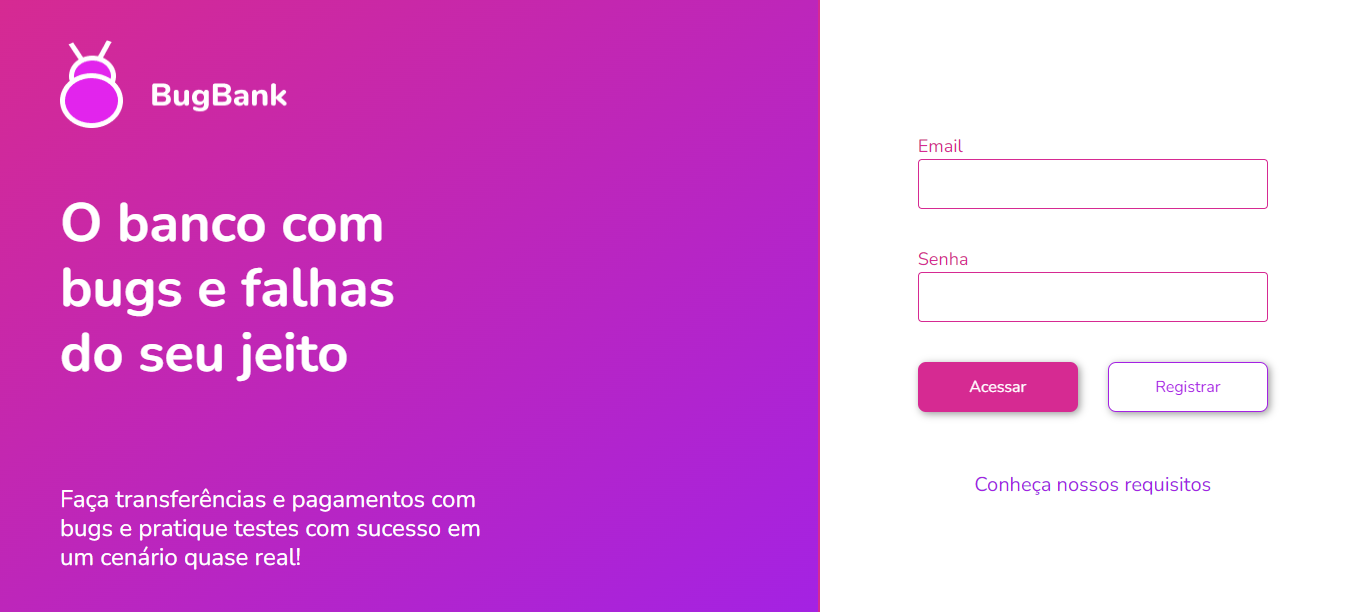 BugBank
O banco com
bugs e falhas
do seu jeito
Faça transferências e pagamentos com
bugs e pratique testes com sucesso em
um cenário quase real!
Email
Senha
Acessar
Registrar
Conheça nossos requisitos